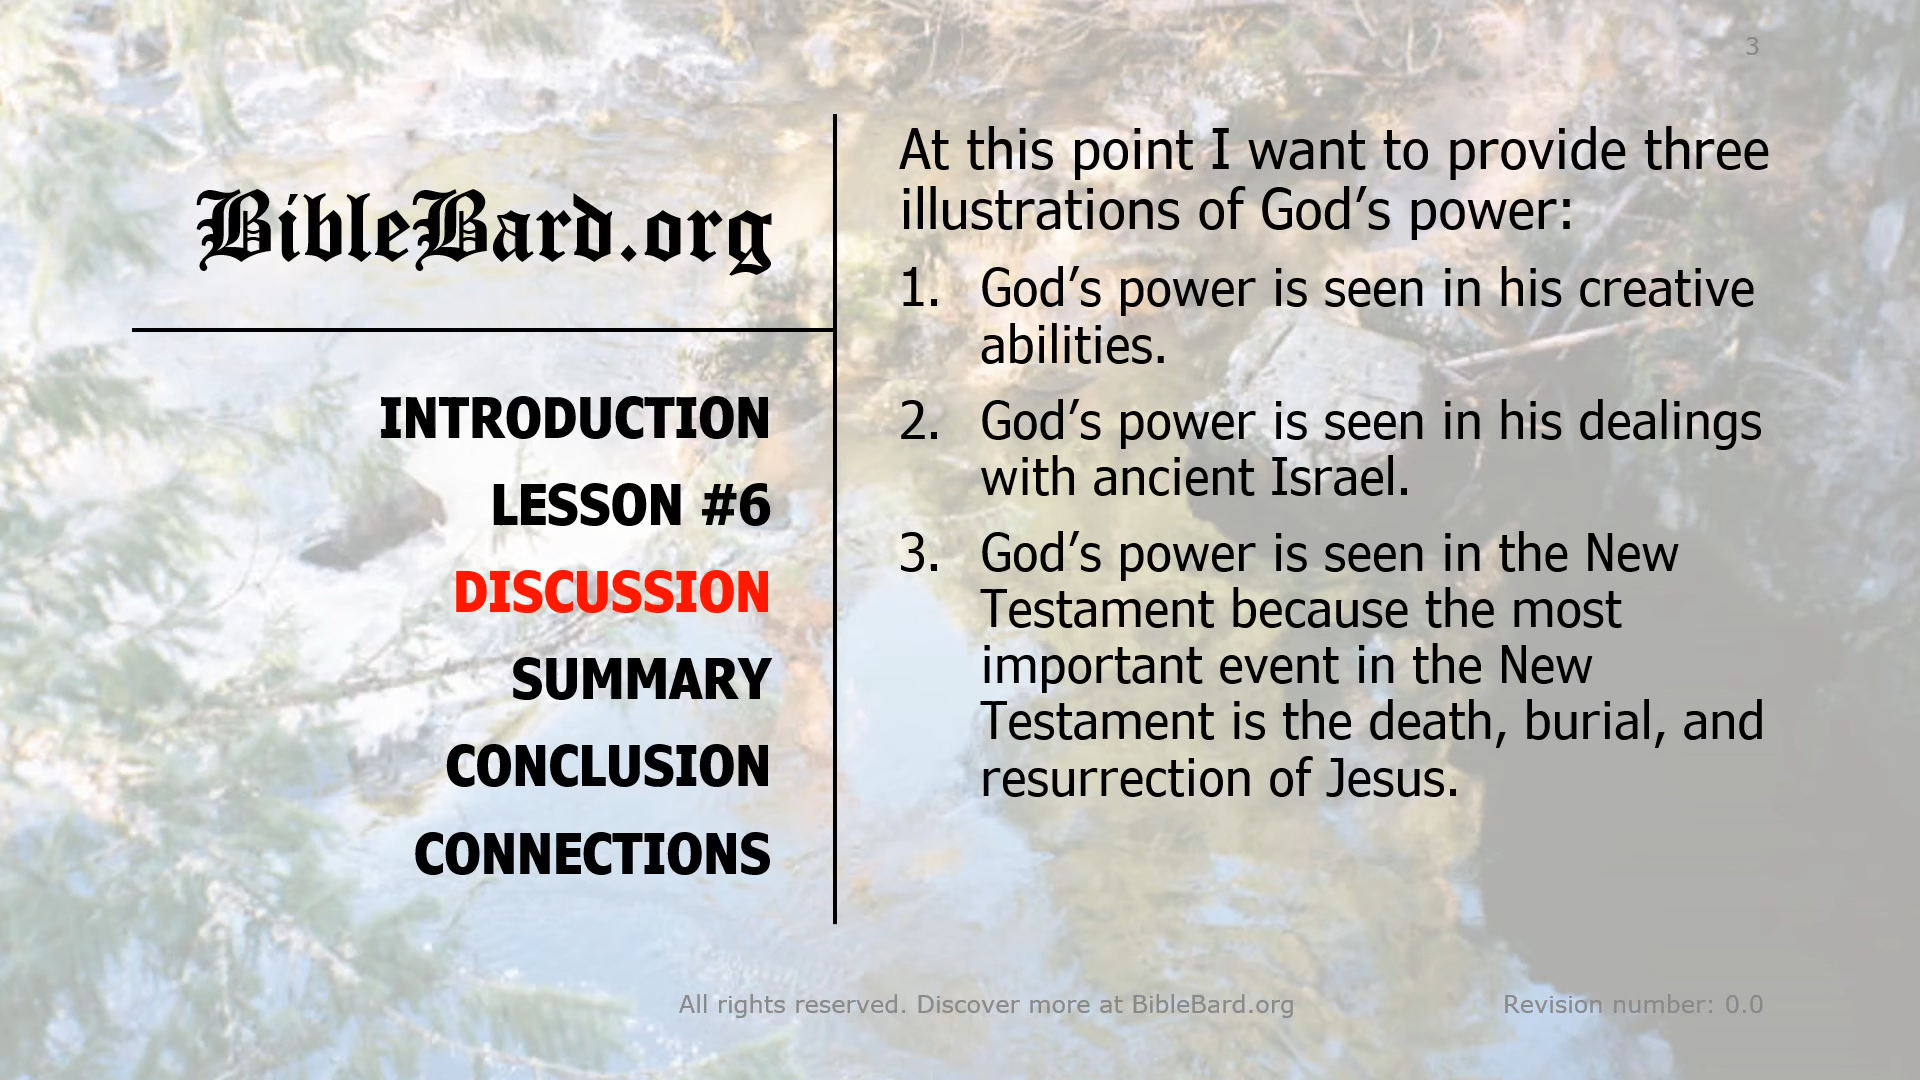 3
BibleBard.org
INTRODUCTION
LESSON #6
DISCUSSION
SUMMARY
CONCLUSION
CONNECTIONS
At this point I want to provide three
illustrations of God’s power:
1. God’s power is seen in his creative
abilities.
2. God’s power is seen in his dealings
with ancient Israel.
3. God’s power is seen in the New
Testament because the most
important event in the New
Testament is the death, burial, and
resurrection of Jesus.
All rights reserved. Discover more at BibleBard.org
Revision number: 0.0